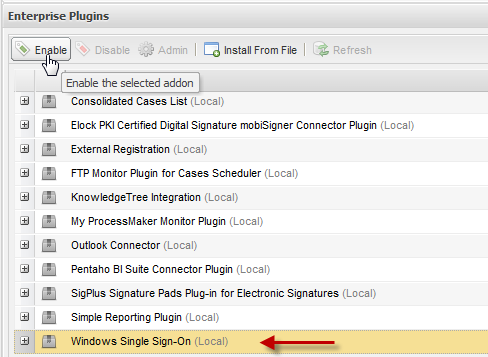 Enterprise Plugins
Enable Disable Admin Install From File Refresh
Enable the selected addon
Consolidated Cases List (Local)
Elock PKI Certified Digital Signature mobiSigner Connector Plugin (Local)
External Registration (Local)
FTP Monitor Plugin for Cases Scheduler (Local)
KnowledgeTree Integration (Local)
My ProcessMaker Monitor Plugin (Local)
Outlook Connector (Local)
Pentaho BI Suite Connector Plugin (Local)
SigPlus Signature Pads Plug-in for Electronic Signatures (Local)
Simple Reporting Plugin (Local)
Windows Single Sign-On (Local)